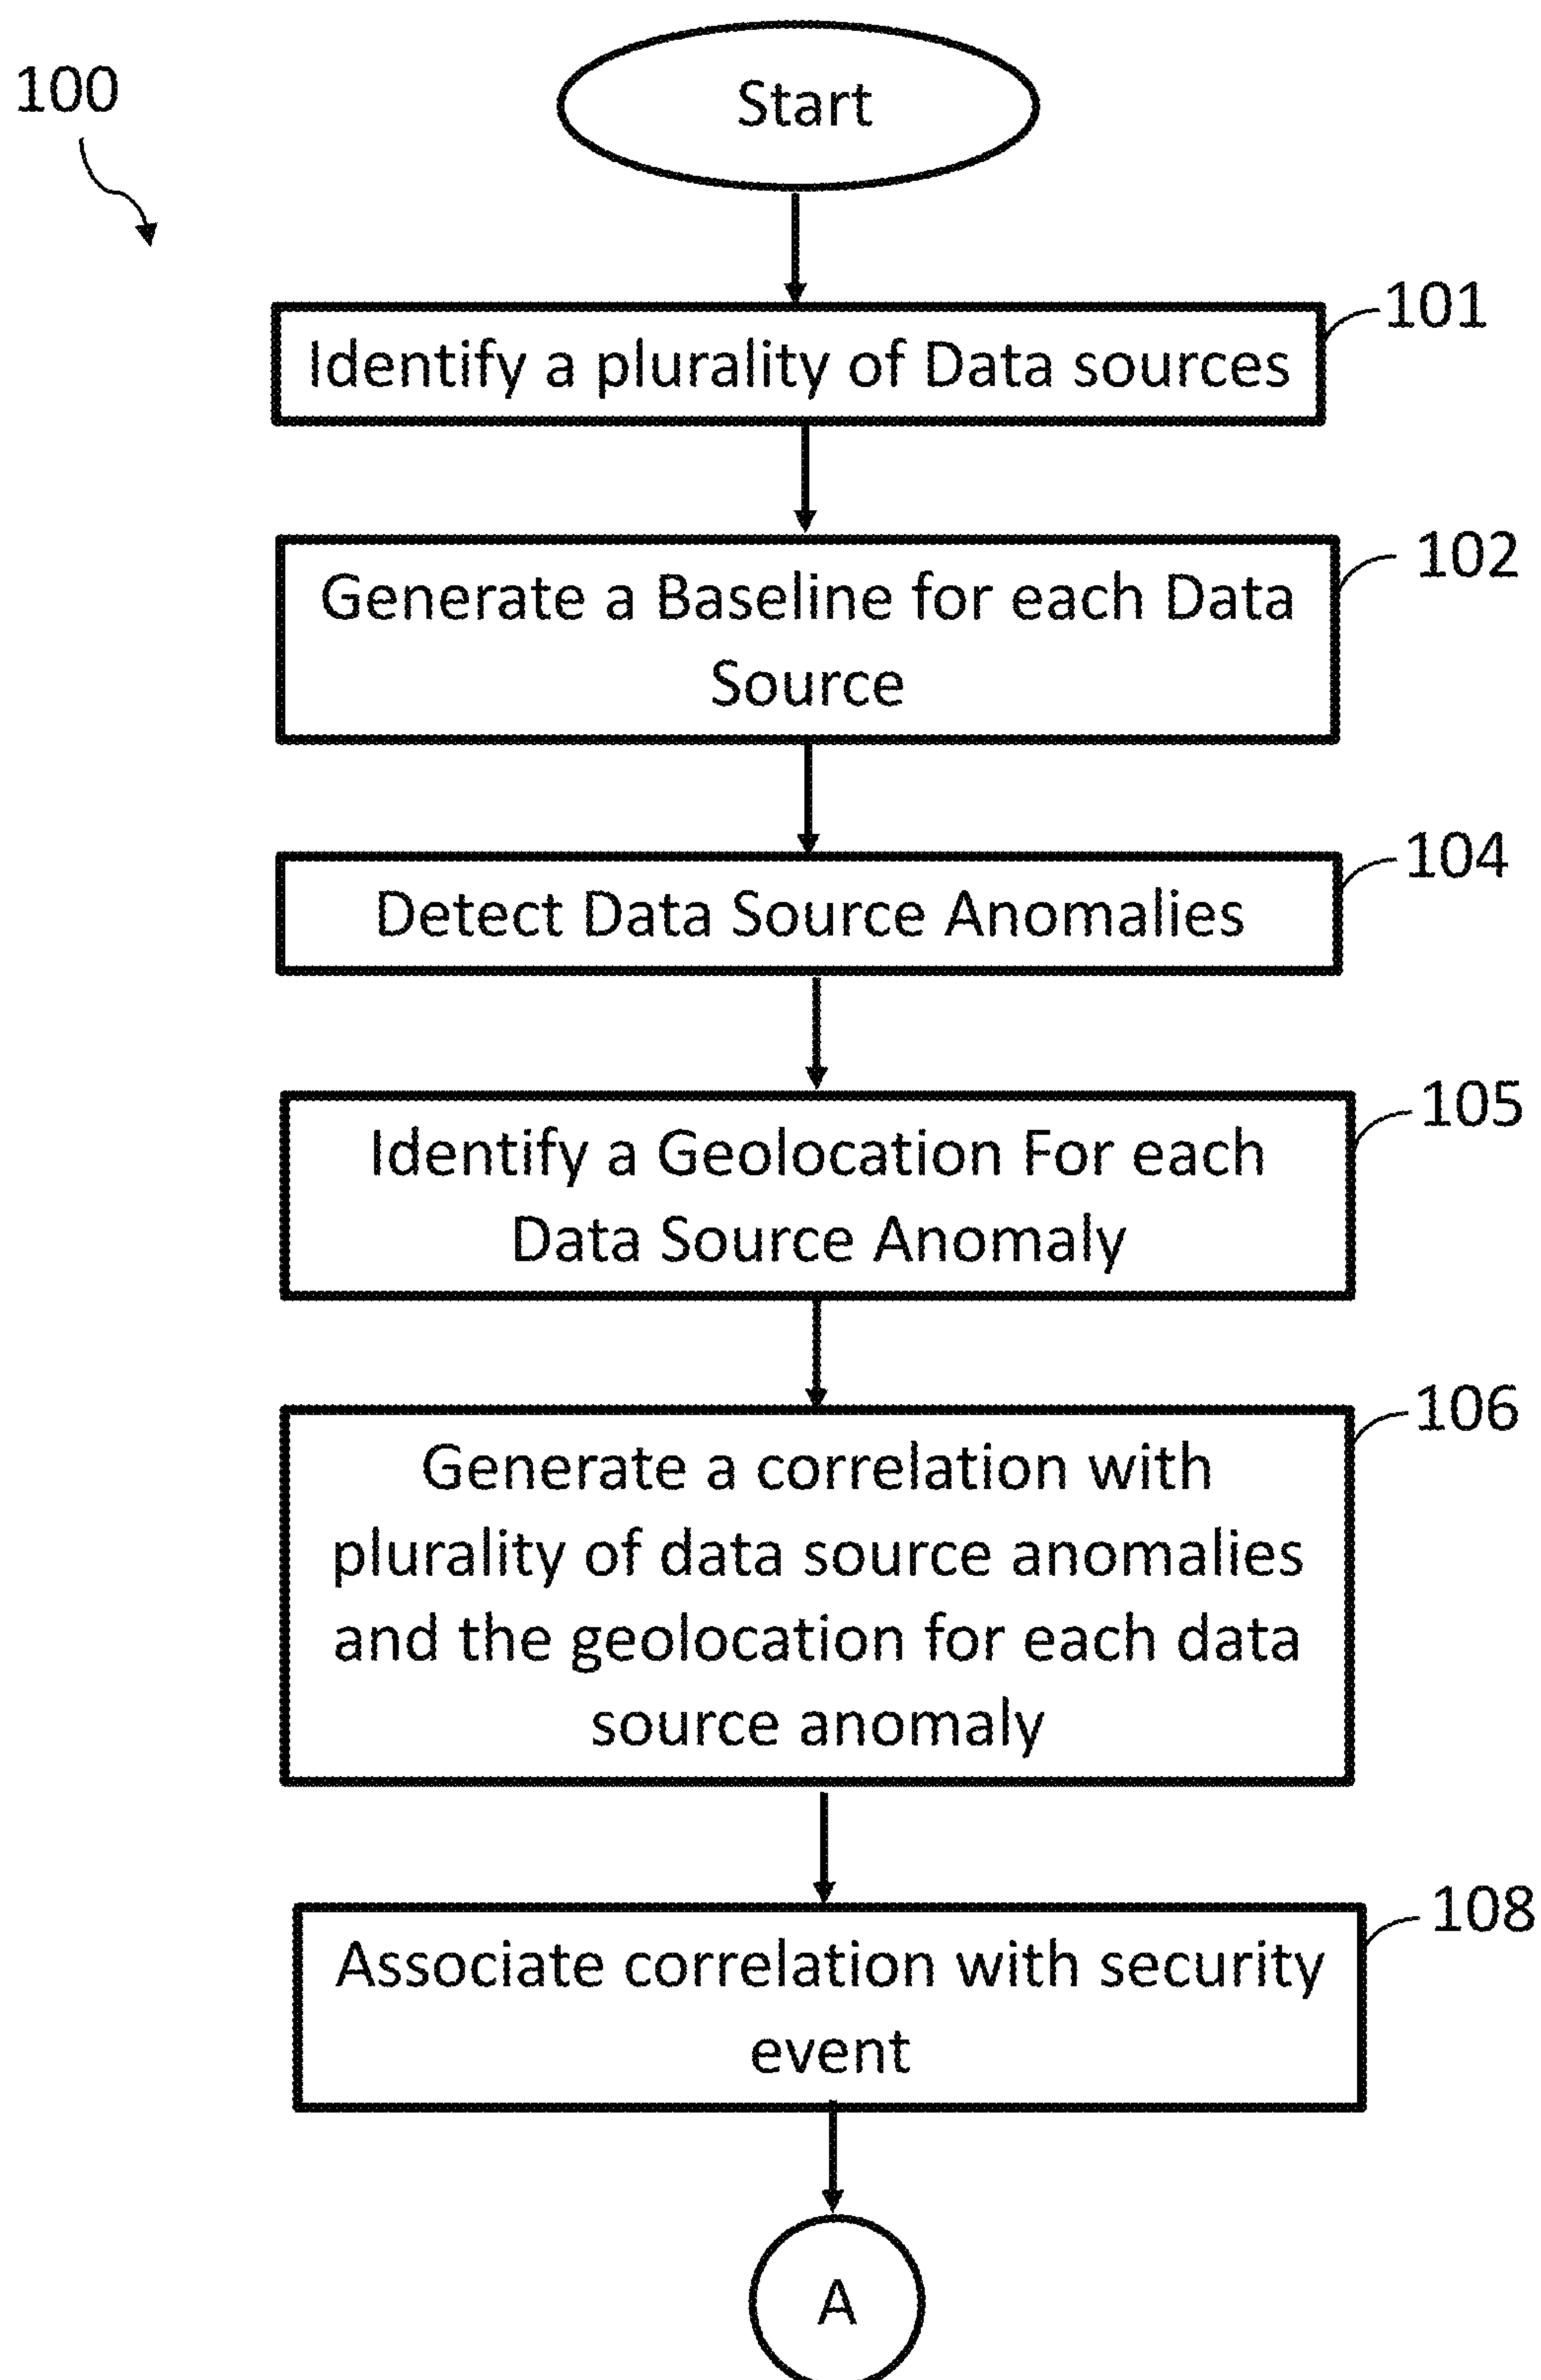 100
Start
101
Identify a plurality of Data sources
102
Generate a Baseline for each Data
Source
104
Detect Data Source Anomalies
105
Identify a Geolocation For each
Data Source Anomaly
106
Generate a correlation with
plurality of data source anomalies
and the geolocation for each data
source anomaly
108
Associate correlation with security
event
A